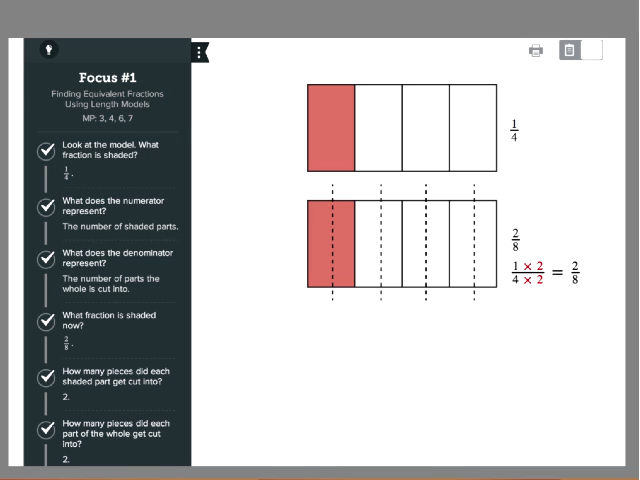 Focus #1
Finding Equivalent Fractions
Using Length Models
MP: 3, 4, 6, 7
Look at the model. What
fraction is shaded?
1/4.
What does the numerator
represent?
The number of shaded parts.
What does the denominator
represent?
The number of parts the
whole is cut into.
What fraction is shaded
now?
2/8.
How many pieces did each
shaded part get cut into?
2.
How many pieces did each
part of the whole get cut
into?
2.
1/4
2/8
1 × 2 / 4 × 2 = 2/8